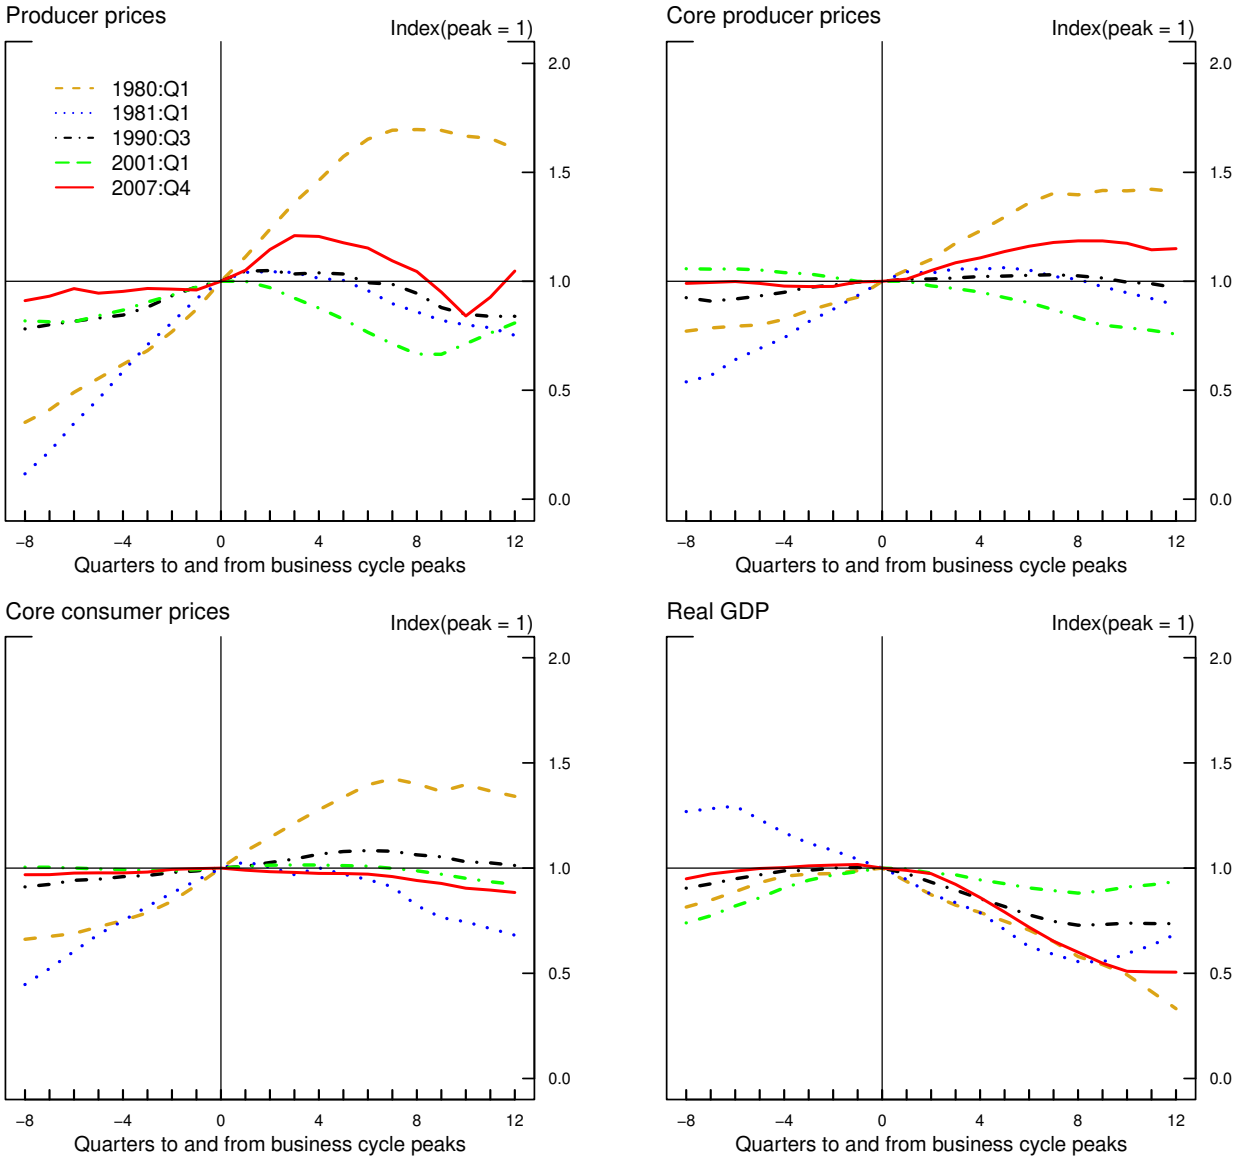 Producer prices
Index(peak = 1)
2.0
1.5
1.0
0.5
0.0
1980:Q1
1981:Q1
1990:Q3
2001:Q1
2007:Q4
−8 −4 0 4 8 12
Quarters to and from business cycle peaks
Core producer prices
Index(peak = 1)
2.0
1.5
1.0
0.5
0.0
−8 −4 0 4 8 12
Quarters to and from business cycle peaks
Core consumer prices
Index(peak = 1)
2.0
1.5
1.0
0.5
0.0
−8 −4 0 4 8 12
Quarters to and from business cycle peaks
Real GDP
Index(peak = 1)
2.0
1.5
1.0
0.5
0.0
−8 −4 0 4 8 12
Quarters to and from business cycle peaks